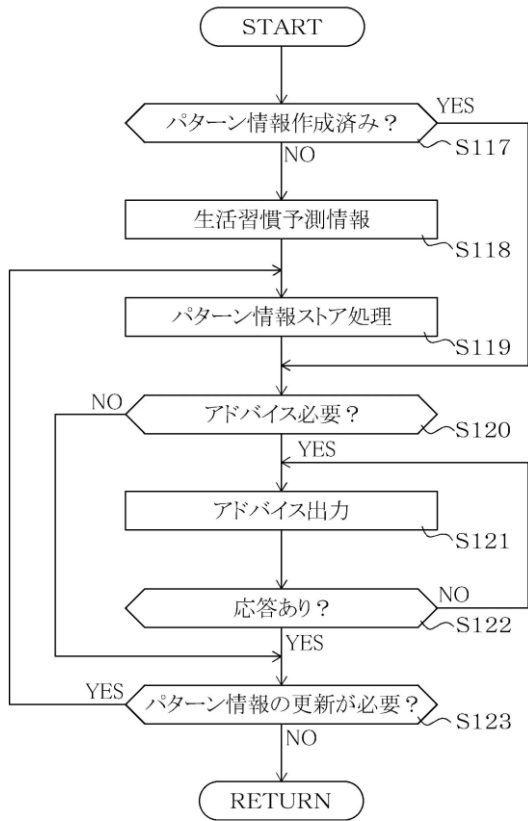 START
パターン情報作成済み？
YES
S117
NO
生活習慣予測情報
S118
パターン情報ストア処理
S119
NO
アドバイス必要？
S120
YES
アドバイス出力
S121
応答あり？
NO
S122
YES
YES
パターン情報の更新が必要？
S123
NO
RETURN